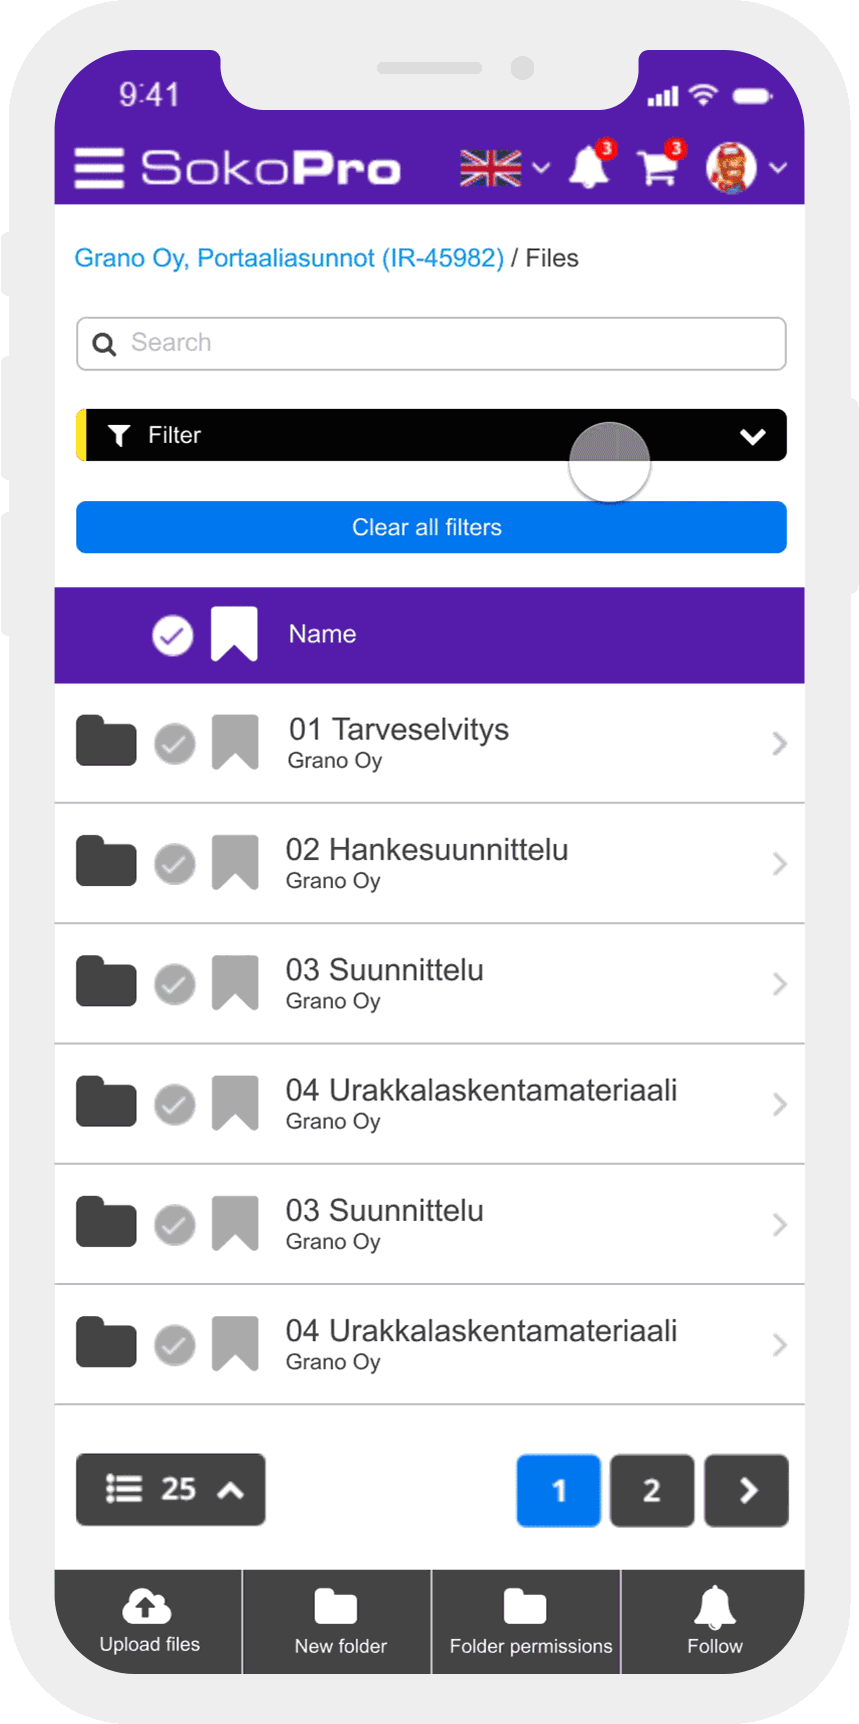 9:41
SokoPro
3
3
Grano Oy, Portaaliasunnot (IR-45982) / Files
Search
Filter
Clear all filters
Name
01 Tarveselvitys
Grano Oy
02 Hankesuunnittelu
Grano Oy
03 Suunnittelu
Grano Oy
04 Urakkalaskentamateriaali
Grano Oy
03 Suunnittelu
Grano Oy
04 Urakkalaskentamateriaali
Grano Oy
25
1
2
Upload files
New folder
Folder permissions
Follow